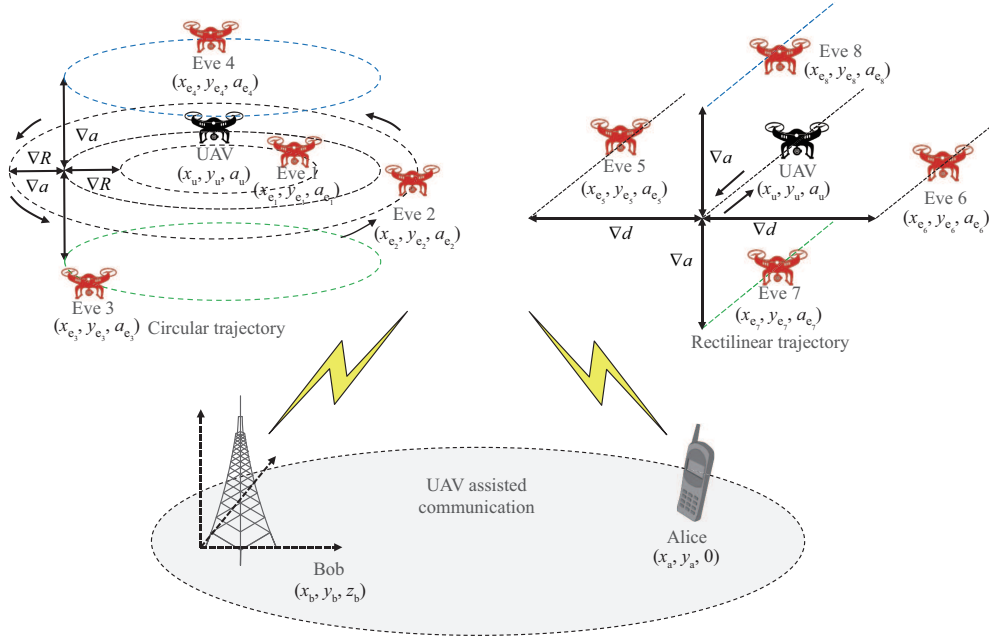 Eve 4
(x_e₄, y_e₄, a_e₄)
∇a
UAV
(x_u, y_u, a_u)
Eve 1
(x_e₁, y_e₁, a_e₁)
∇R
∇a
∇R
Eve 2
(x_e₂, y_e₂, a_e₂)
Eve 3
(x_e₃, y_e₃, a_e₃)
Circular trajectory
Eve 8
(x_e₈, y_e₈, a_e₈)
Eve 5
(x_e₅, y_e₅, a_e₅)
∇a
UAV
(x_u, y_u, a_u)
Eve 6
(x_e₆, y_e₆, a_e₆)
∇d
∇d
∇a
Eve 7
(x_e₇, y_e₇, a_e₇)
Rectilinear trajectory
UAV assisted
communication
Bob
(x_b, y_b, z_b)
Alice
(x_a, y_a, 0)